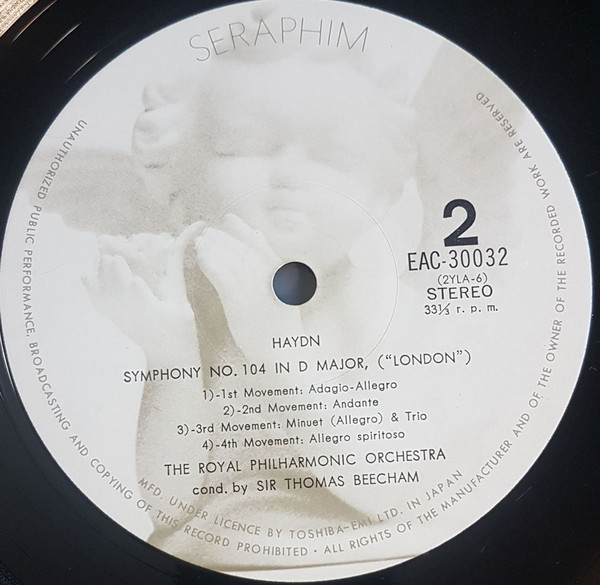 SERAPHIM
2
EAC-30032
(2YLA-6)
STEREO
33⅓ r. p. m.
HAYDN
SYMPHONY NO. 104 IN D MAJOR, ("LONDON")
1)-1st Movement: Adagio-Allegro
2)-2nd Movement: Andante
3)-3rd Movement: Minuet (Allegro) & Trio
4)-4th Movement: Allegro spiritoso
THE ROYAL PHILHARMONIC ORCHESTRA
cond. by SIR THOMAS BEECHAM
MFD. UNDER LICENCE BY TOSHIBA-EMI LTD. IN JAPAN
UNAUTHORIZED PUBLIC PERFORMANCE, BROADCASTING AND COPYING OF THIS RECORD PROHIBITED · ALL RIGHTS OF THE MANUFACTURER AND OF THE OWNER OF THE RECORDED WORK ARE RESERVED